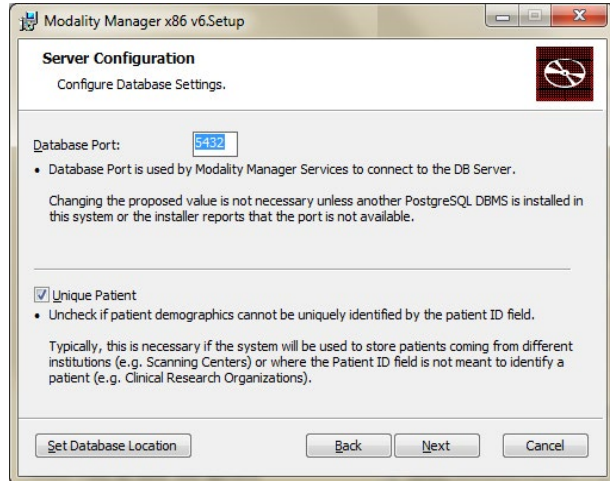 Modality Manager x86 v6.Setup
Server Configuration
Configure Database Settings.
Database Port:
5432
• Database Port is used by Modality Manager Services to connect to the DB Server.
Changing the proposed value is not necessary unless another PostgreSQL DBMS is installed in
this system or the installer reports that the port is not available.
Unique Patient
• Uncheck if patient demographics cannot be uniquely identified by the patient ID field.
Typically, this is necessary if the system will be used to store patients coming from different
institutions (e.g. Scanning Centers) or where the Patient ID field is not meant to identify a
patient (e.g. Clinical Research Organizations).
Set Database Location
Back
Next
Cancel